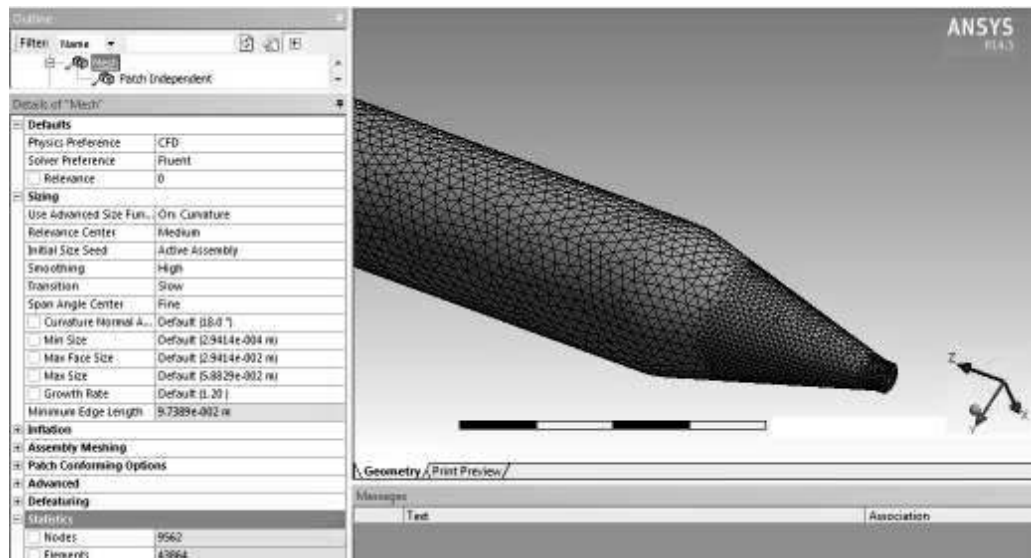 Outline
Filter: Name
Mesh
Patch Independent
Details of "Mesh"
Defaults
Physics Preference CFD
Solver Preference Fluent
Relevance 0
Sizing
Use Advanced Size Fun... On: Curvature
Relevance Center Medium
Initial Size Seed Active Assembly
Smoothing High
Transition Slow
Span Angle Center Fine
Curvature Normal A... Default (18.0 °)
Min Size Default (2.9414e-004 m)
Max Face Size Default (2.9414e-002 m)
Max Size Default (5.8829e-002 m)
Growth Rate Default (1.20 )
Minimum Edge Length 9.7389e-002 m
Inflation
Assembly Meshing
Patch Conforming Options
Advanced
Defeaturing
Statistics
Nodes 9562
Elements 43864
ANSYS
R14.5
Z
X
Y
Geometry Print Preview
Messages
Text Association